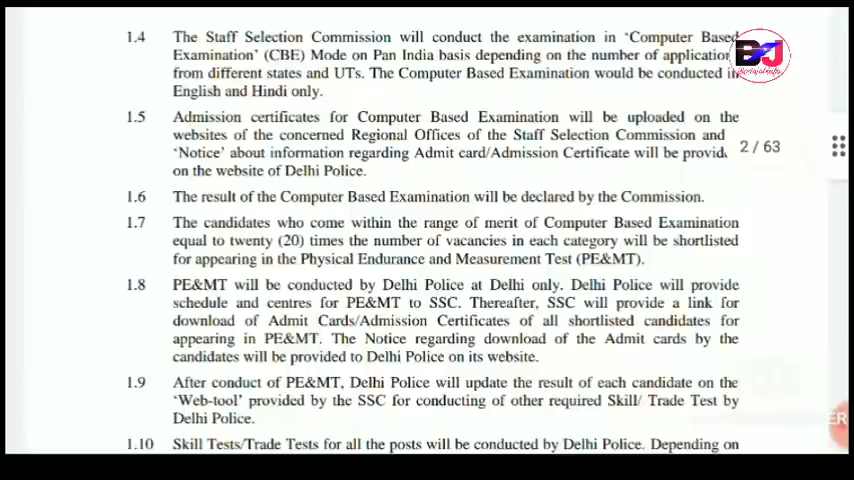 1.4 The Staff Selection Commission will conduct the examination in ‘Computer Based
Examination’ (CBE) Mode on Pan India basis depending on the number of application
from different states and UTs. The Computer Based Examination would be conducted in
English and Hindi only.
1.5 Admission certificates for Computer Based Examination will be uploaded on the
websites of the concerned Regional Offices of the Staff Selection Commission and
‘Notice’ about information regarding Admit card/Admission Certificate will be provid
on the website of Delhi Police.
1.6 The result of the Computer Based Examination will be declared by the Commission.
1.7 The candidates who come within the range of merit of Computer Based Examination
equal to twenty (20) times the number of vacancies in each category will be shortlisted
for appearing in the Physical Endurance and Measurement Test (PE&MT).
1.8 PE&MT will be conducted by Delhi Police at Delhi only. Delhi Police will provide
schedule and centres for PE&MT to SSC. Thereafter, SSC will provide a link for
download of Admit Cards/Admission Certificates of all shortlisted candidates for
appearing in PE&MT. The Notice regarding download of the Admit cards by the
candidates will be provided to Delhi Police on its website.
1.9 After conduct of PE&MT, Delhi Police will update the result of each candidate on the
‘Web-tool’ provided by the SSC for conducting of other required Skill/ Trade Test by
Delhi Police.
1.10 Skill Tests/Trade Tests for all the posts will be conducted by Delhi Police. Depending on
BJ
2 / 63
ER